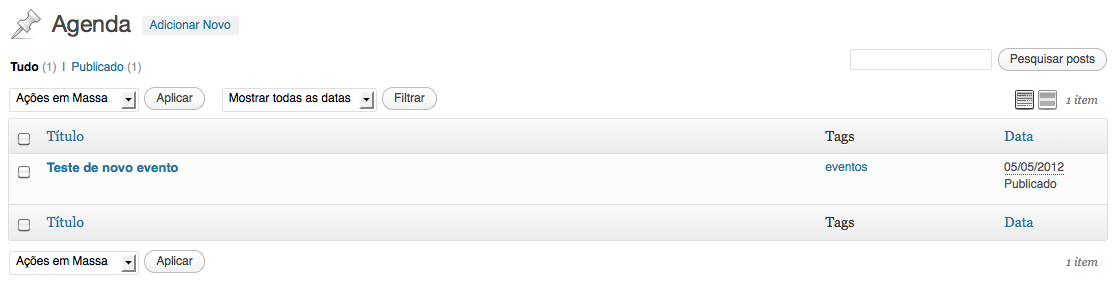 Agenda Adicionar Novo
Tudo (1) | Publicado (1)
Pesquisar posts
Ações em Massa Aplicar Mostrar todas as datas Filtrar 1 item
Título Tags Data
Teste de novo evento eventos 05/05/2012
Publicado
Título Tags Data
Ações em Massa Aplicar 1 item